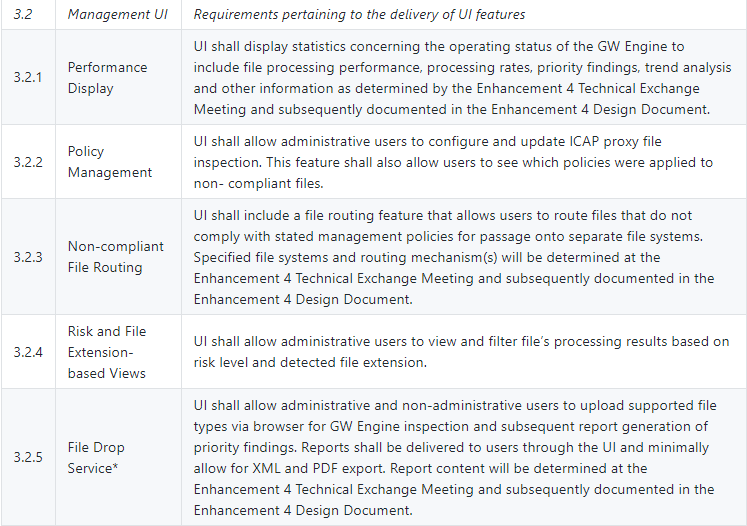 3.2 Management UI Requirements pertaining to the delivery of UI features
3.2.1 Performance Display
UI shall display statistics concerning the operating status of the GW Engine to
include file processing performance, processing rates, priority findings, trend analysis
and other information as determined by the Enhancement 4 Technical Exchange
Meeting and subsequently documented in the Enhancement 4 Design Document.
3.2.2 Policy Management
UI shall allow administrative users to configure and update ICAP proxy file
inspection. This feature shall also allow users to see which policies were applied to
non- compliant files.
3.2.3 Non-compliant File Routing
UI shall include a file routing feature that allows users to route files that do not
comply with stated management policies for passage onto separate file systems.
Specified file systems and routing mechanism(s) will be determined at the
Enhancement 4 Technical Exchange Meeting and subsequently documented in the
Enhancement 4 Design Document.
3.2.4 Risk and File Extension-based Views
UI shall allow administrative users to view and filter file's processing results based on
risk level and detected file extension.
3.2.5 File Drop Service*
UI shall allow administrative and non-administrative users to upload supported file
types via browser for GW Engine inspection and subsequent report generation of
priority findings. Reports shall be delivered to users through the UI and minimally
allow for XML and PDF export. Report content will be determined at the
Enhancement 4 Technical Exchange Meeting and subsequently documented in the
Enhancement 4 Design Document.